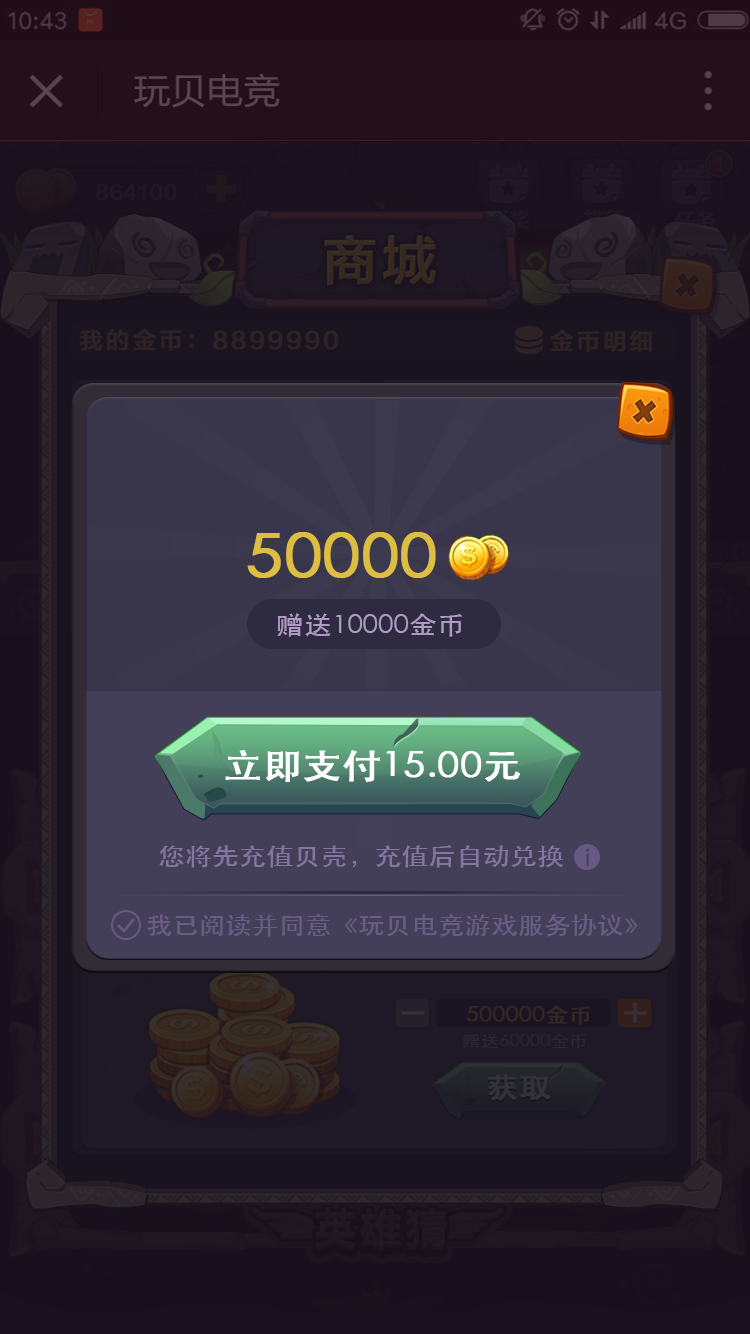 10:43
4G
玩贝电竞
864100
商城
我的金币：8899990
金币明细
50000
赠送10000金币
立即支付15.00元
您将先充值贝壳，充值后自动兑换
我已阅读并同意《玩贝电竞游戏服务协议》
500000金币
赠送60000金币
获取
英雄猜